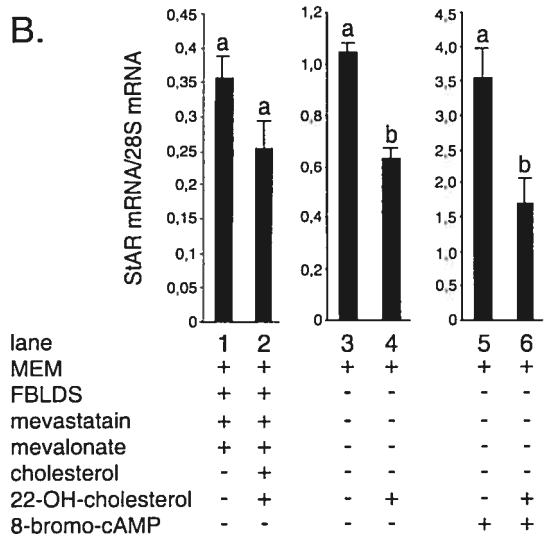 B.
StAR mRNA/28S mRNA
0,45
0,4
0,35
0,3
0,25
0,2
0,15
0,1
0,05
0
a
a
1,2
1,0
0,8
0,6
0,4
0,2
0
a
b
4,5
4,0
3,5
3,0
2,5
2,0
1,5
1,0
0,5
0
a
b
lane 1 2 3 4 5 6
MEM + + + + + +
FBLDS + + - - - -
mevastatain + + - - - -
mevalonate + + - - - -
cholesterol - + - - - -
22-OH-cholesterol - + - + - +
8-bromo-cAMP - - - - + +